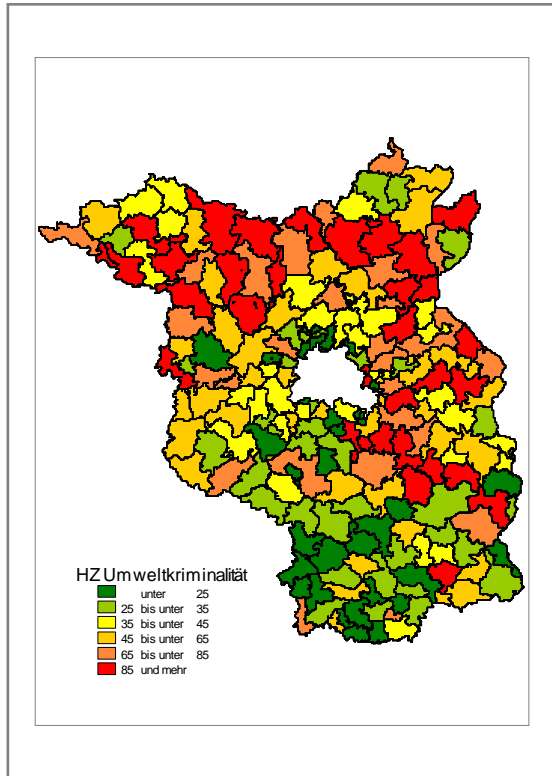 HZ Umweltkriminalität
unter 25
25 bis unter 35
35 bis unter 45
45 bis unter 65
65 bis unter 85
85 und mehr